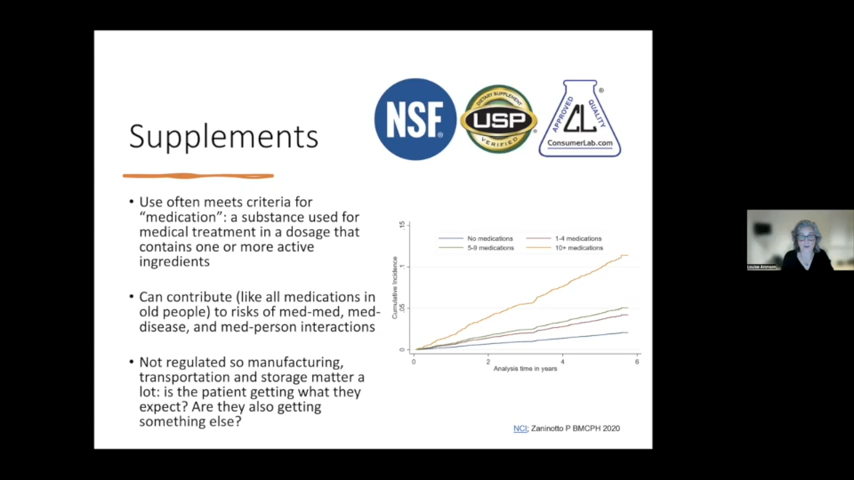 Supplements
NSF®
DIETARY SUPPLEMENT
USP®
VERIFIED
APPROVED QUALITY ®
CL
ConsumerLab.com
• Use often meets criteria for
“medication”: a substance used for
medical treatment in a dosage that
contains one or more active
ingredients
• Can contribute (like all medications in
old people) to risks of med-med, med-
disease, and med-person interactions
• Not regulated so manufacturing,
transportation and storage matter a
lot: is the patient getting what they
expect? Are they also getting
something else?
No medications
1-4 medications
5-9 medications
10+ medications
Cumulative Incidence
.15
.1
.05
0
0 2 4 6
Analysis time in years
NCI; Zaninotto P BMCPH 2020